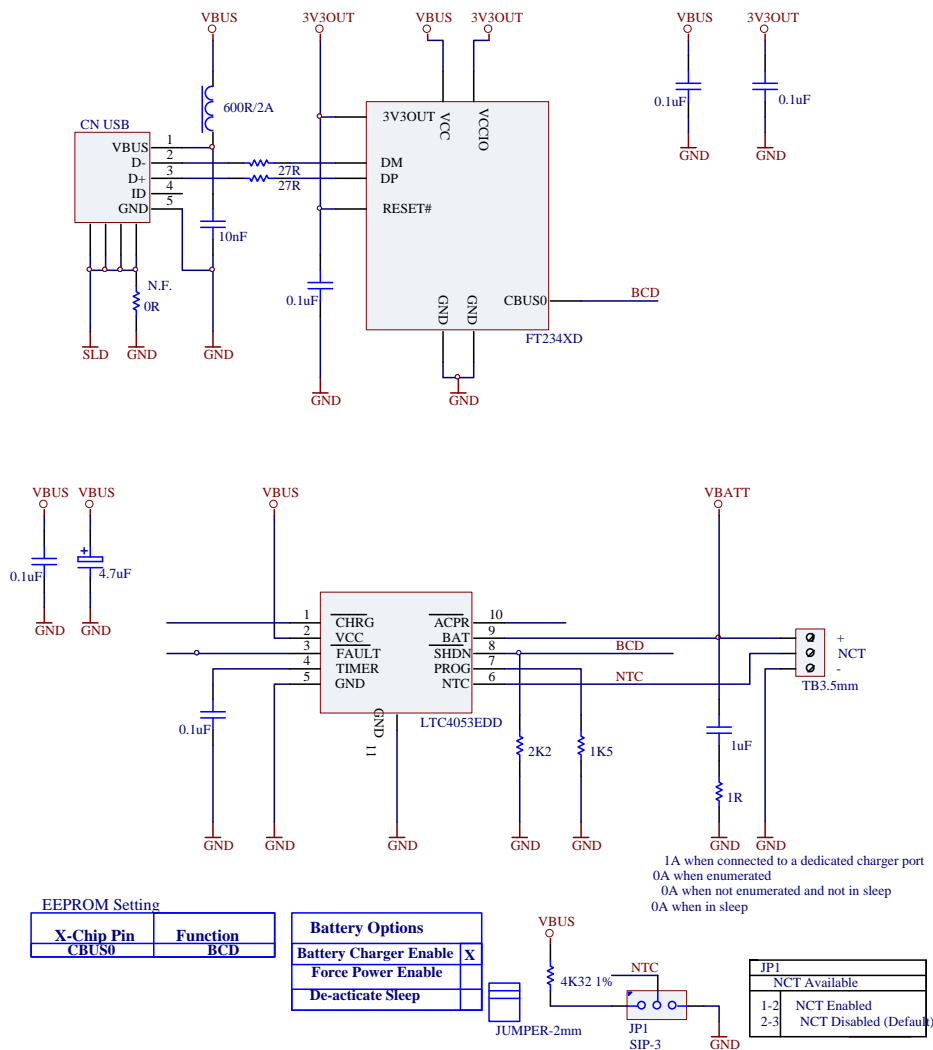 VBUS
3V3OUT
VBUS
3V3OUT
VBUS
3V3OUT
600R/2A
0.1uF
0.1uF
GND
GND
CN USB
VBUS
D-
D+
ID
GND
1
2
3
4
5
27R
27R
10nF
N.F.
0R
0.1uF
SLD
GND
GND
GND
3V3OUT
VCC
VCCIO
DM
DP
RESET#
CBUS0
GND
GND
BCD
FT234XD
GND
VBUS
VBUS
VBUS
VBATT
0.1uF
4.7uF
GND
GND
1
2
3
4
5
CHRG
VCC
FAULT
TIMER
GND
ACPR
BAT
SHDN
PROG
NTC
10
9
8
7
6
GND
11
LTC4053EDD
BCD
NTC
+
NCT
-
TB3.5mm
0.1uF
2K2
1K5
1uF
1R
GND
GND
GND
GND
GND
GND
GND
1A when connected to a dedicated charger port
0A when enumerated
0A when not enumerated and not in sleep
0A when in sleep
EEPROM Setting
X-Chip Pin Function
CBUS0 BCD
Battery Options
Battery Charger Enable X
Force Power Enable
De-acticate Sleep
JUMPER-2mm
VBUS
4K32 1%
NTC
JP1
SIP-3
GND
JP1
NCT Available
1-2 NCT Enabled
2-3 NCT Disabled (Default)